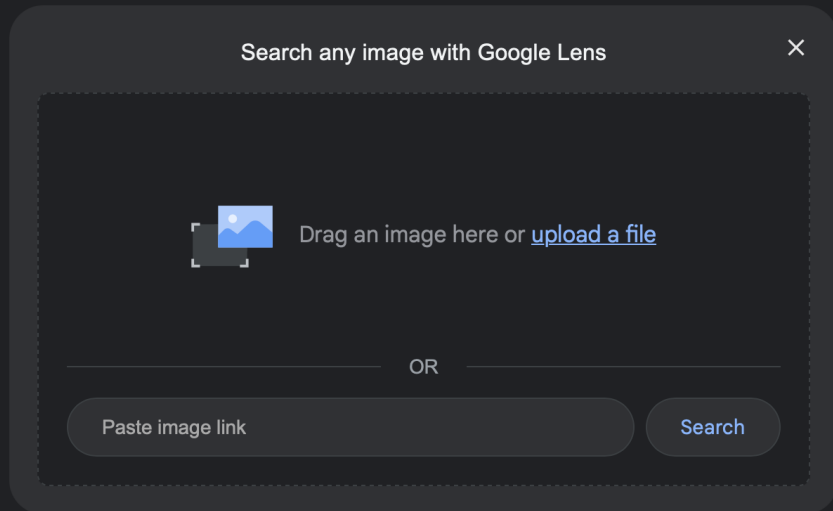 Search any image with Google Lens
Drag an image here or upload a file
OR
Paste image link
Search